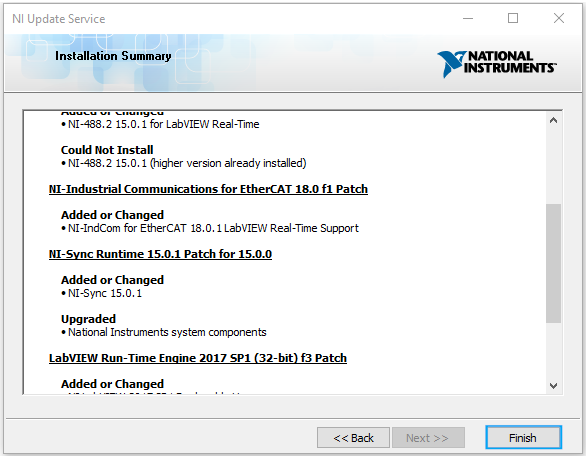 NI Update Service
Installation Summary
NATIONAL
INSTRUMENTS™
Added or Changed
• NI-488.2 15.0.1 for LabVIEW Real-Time
Could Not Install
• NI-488.2 15.0.1 (higher version already installed)
NI-Industrial Communications for EtherCAT 18.0 f1 Patch
Added or Changed
• NI-IndCom for EtherCAT 18.0.1 LabVIEW Real-Time Support
NI-Sync Runtime 15.0.1 Patch for 15.0.0
Added or Changed
• NI-Sync 15.0.1
Upgraded
• National Instruments system components
LabVIEW Run-Time Engine 2017 SP1 (32-bit) f3 Patch
Added or Changed
<< Back
Next >>
Finish